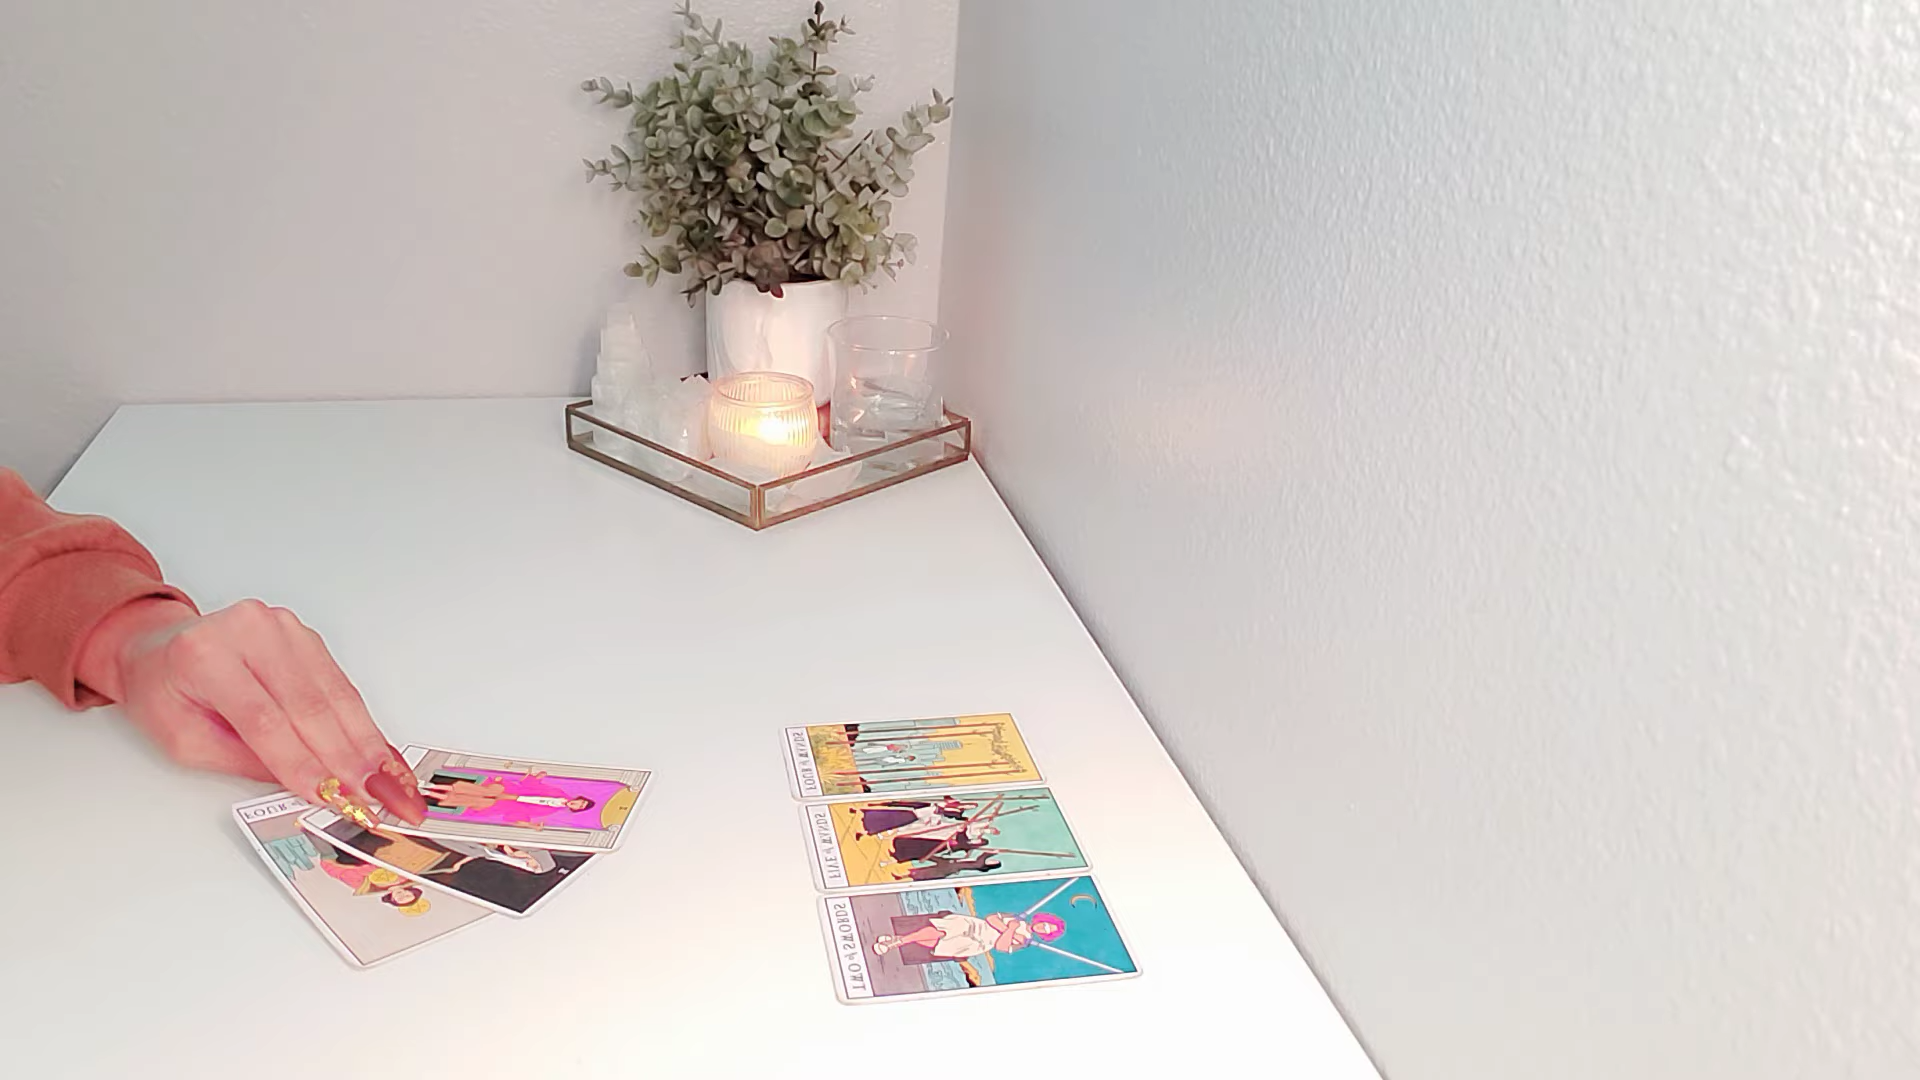 FOUR of WANDS
FIVE of WANDS
TWO of SWORDS
FOUR